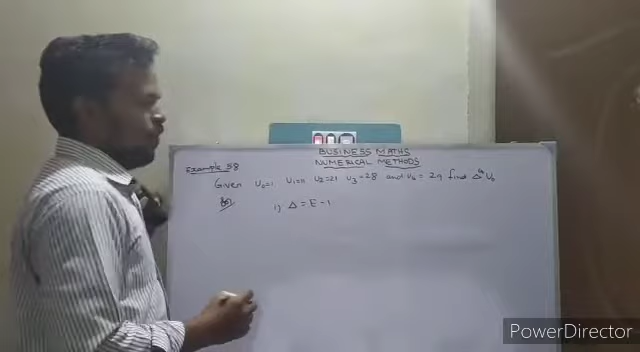 BUSINESS MATHS
NUMERICAL METHODS
Example 58
Given U₀=1, U₁=11 U₂=21 U₃=28 and U₄=29 find Δ⁴U₀
1) Δ = E - 1
PowerDirector